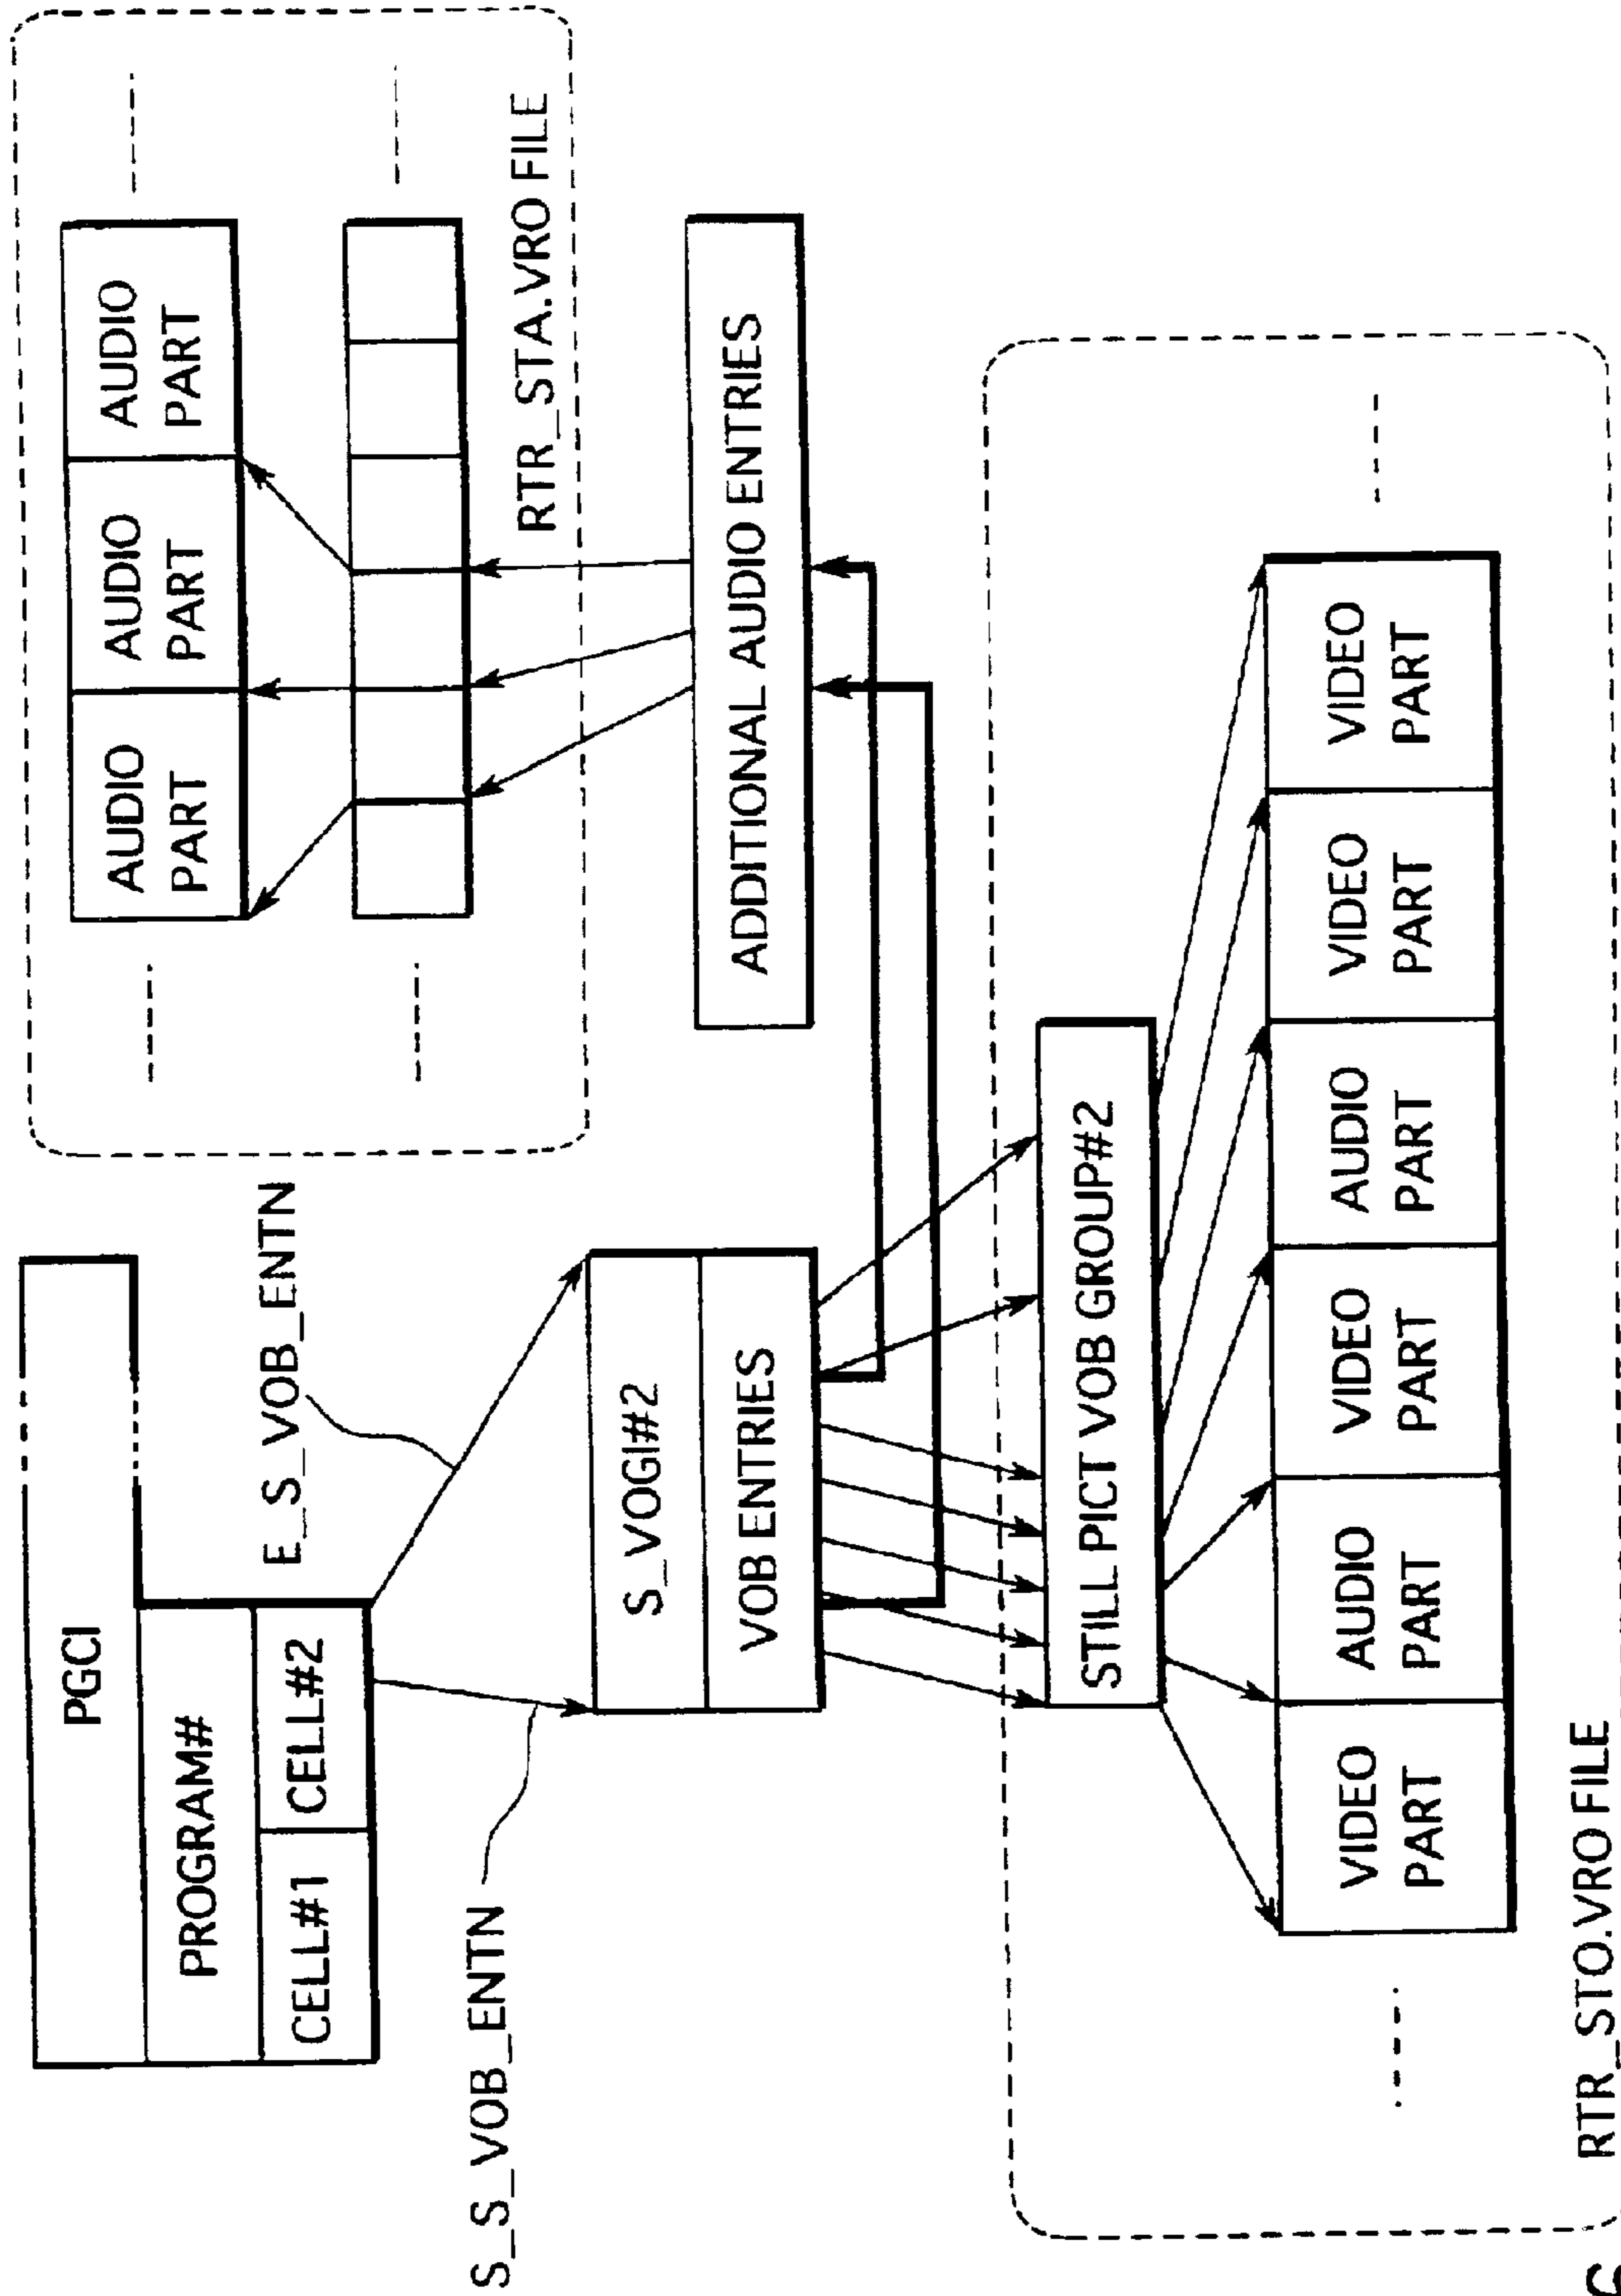 PGCI
PROGRAM#
CELL#1
CELL#2
E_S_VOB_ENTN
S_S_VOB_ENTN
S_VOGI#2
VOB ENTRIES
AUDIO
PART
AUDIO
PART
AUDIO
PART
RTR_STA.VRO FILE
ADDITIONAL AUDIO ENTRIES
STILL PICT VOB GROUP#2
VIDEO
PART
AUDIO
PART
VIDEO
PART
AUDIO
PART
VIDEO
PART
VIDEO
PART
RTR_STO.VRO FILE